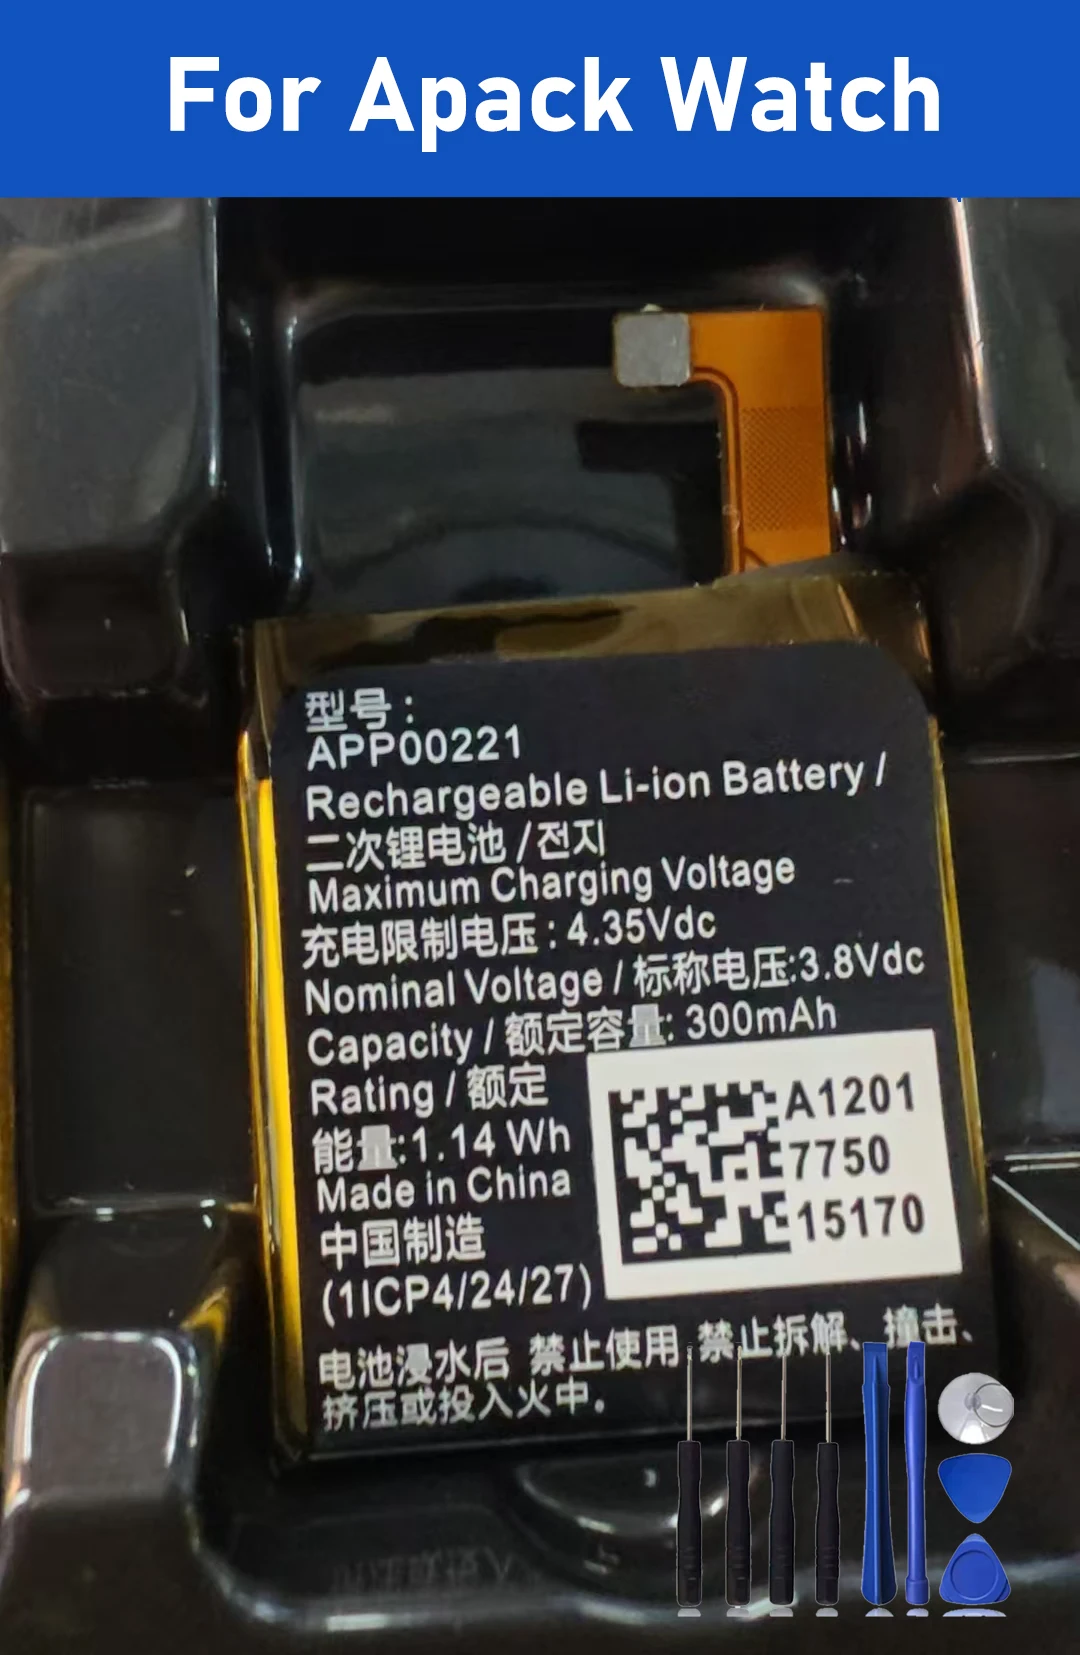 For Apack Watch
型号:
APP00221
Rechargeable Li-ion Battery /
二次锂电池 / 전지
Maximum Charging Voltage
充电限制电压: 4.35Vdc
Nominal Voltage / 标称电压:3.8Vdc
Capacity / 额定容量: 300mAh
Rating / 额定
能量:1.14 Wh
Made in China
中国制造
(1ICP4/24/27)
A1201
7750
15170
电池浸水后 禁止使用 禁止拆解、撞击、
挤压或投入火中。